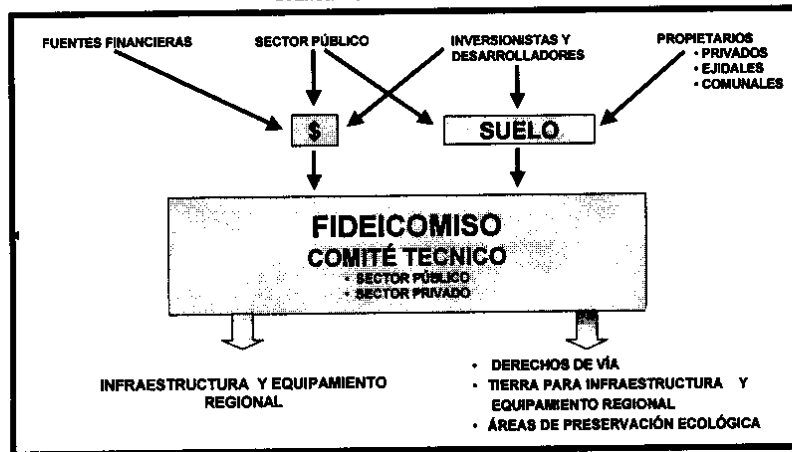 FUENTES FINANCIERAS
SECTOR PÚBLICO
INVERSIONISTAS Y
DESARROLLADORES
PROPIETARIOS
• PRIVADOS
• EJIDALES
• COMUNALES
$
SUELO
FIDEICOMISO
COMITÉ TECNICO
• SECTOR PÚBLICO
• SECTOR PRIVADO
INFRAESTRUCTURA Y EQUIPAMIENTO
REGIONAL
• DERECHOS DE VÍA
• TIERRA PARA INFRAESTRUCTURA Y
EQUIPAMIENTO REGIONAL
• ÁREAS DE PRESERVACIÓN ECOLÓGICA